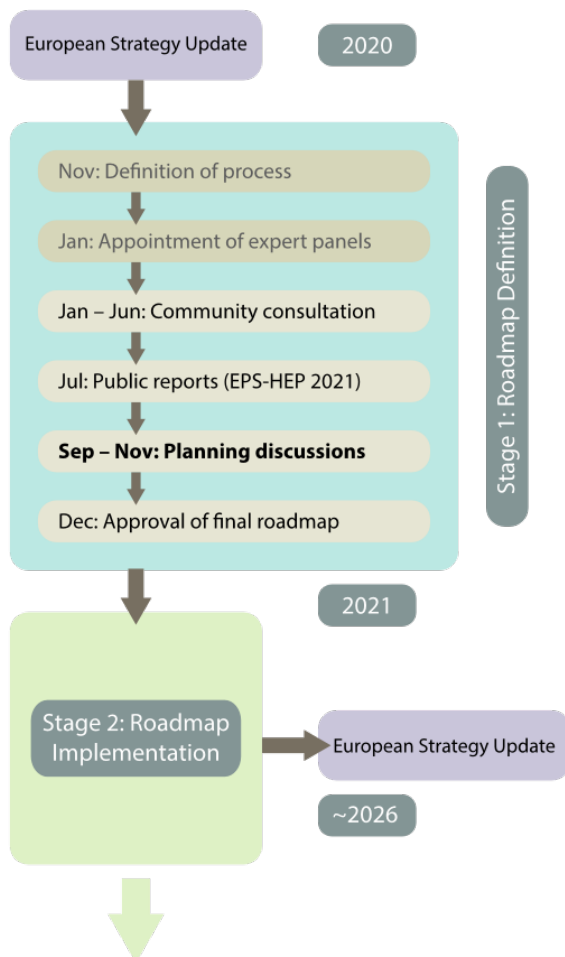 European Strategy Update
2020
Nov: Definition of process
Jan: Appointment of expert panels
Jan – Jun: Community consultation
Jul: Public reports (EPS-HEP 2021)
Sep – Nov: Planning discussions
Dec: Approval of final roadmap
Stage 1: Roadmap Definition
2021
Stage 2: Roadmap
Implementation
European Strategy Update
~2026